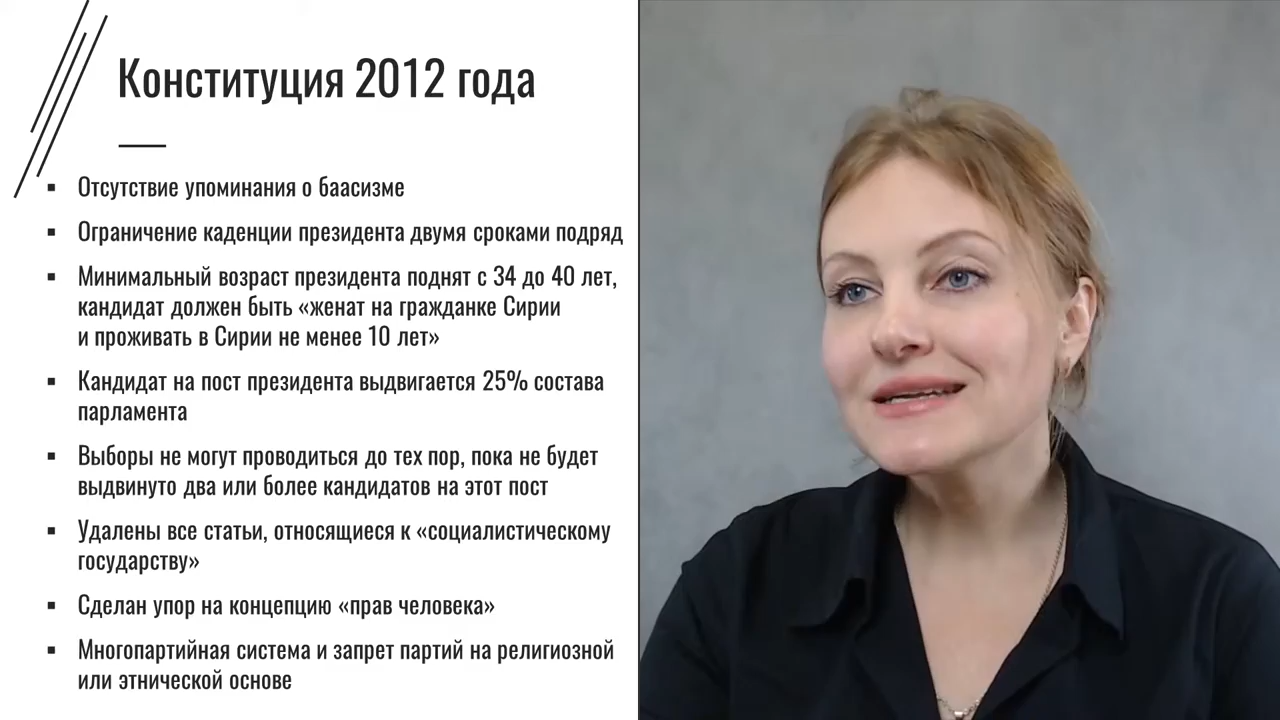 Конституция 2012 года
▪ Отсутствие упоминания о баасизме
▪ Ограничение каденции президента двумя сроками подряд
▪ Минимальный возраст президента поднят с 34 до 40 лет,
кандидат должен быть «женат на гражданке Сирии
и проживать в Сирии не менее 10 лет»
▪ Кандидат на пост президента выдвигается 25% состава
парламента
▪ Выборы не могут проводиться до тех пор, пока не будет
выдвинуто два или более кандидатов на этот пост
▪ Удалены все статьи, относящиеся к «социалистическому
государству»
▪ Сделан упор на концепцию «прав человека»
▪ Многопартийная система и запрет партий на религиозной
или этнической основе